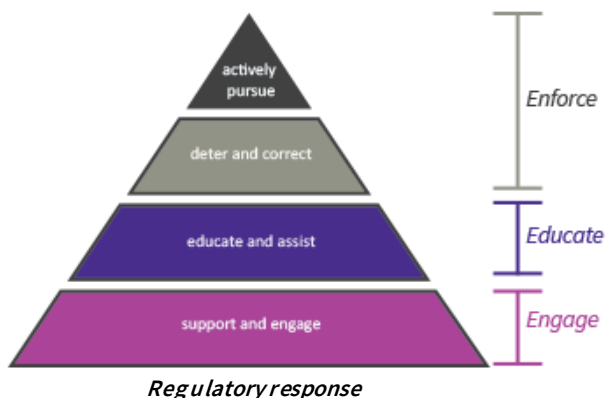 actively
pursue
Enforce
deter and correct
educate and assist
Educate
support and engage
Engage
Regulatory response